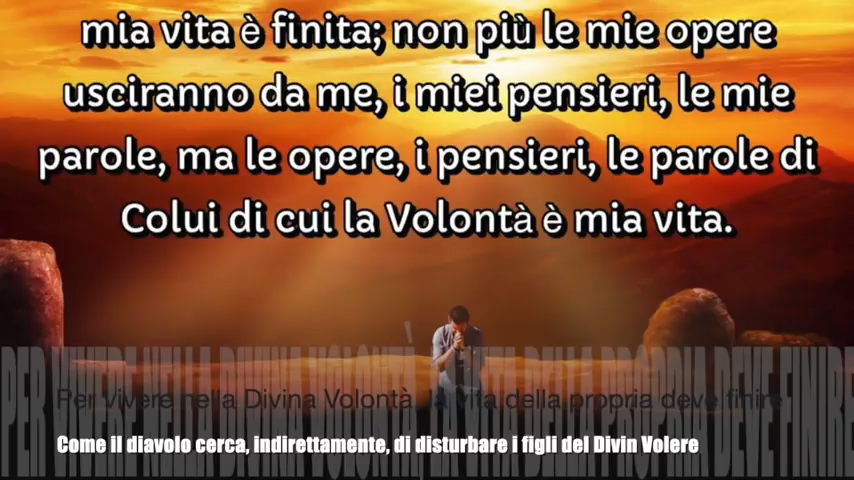 mia vita è finita; non più le mie opere
usciranno da me, i miei pensieri, le mie
parole, ma le opere, i pensieri, le parole di
Colui di cui la Volontà è mia vita.
PER VIVERE NELLA DIVINA VOLONTÀ, LA VITA DELLA PROPRIA DEVE FINIRE
Per Vivere nella Divina Volontà, la vita della propria deve finire
Come il diavolo cerca, indirettamente, di disturbare i figli del Divin Volere